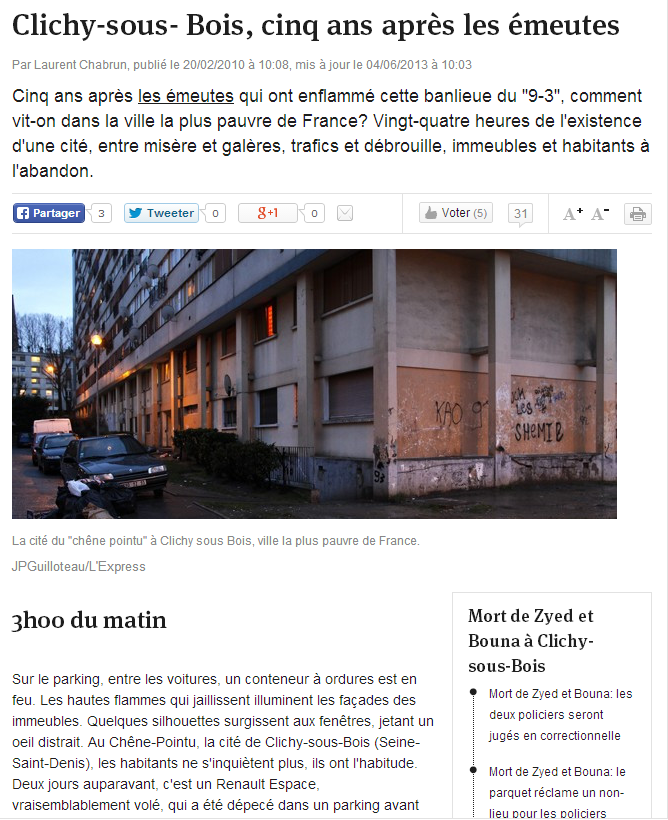 Clichy-sous- Bois, cinq ans après les émeutes
Par Laurent Chabrun, publié le 20/02/2010 à 10:08, mis à jour le 04/06/2013 à 10:03
Cinq ans après les émeutes qui ont enflammé cette banlieue du "9-3", comment
vit-on dans la ville la plus pauvre de France? Vingt-quatre heures de l'existence
d'une cité, entre misère et galères, trafics et débrouille, immeubles et habitants à
l'abandon.
Partager 3 Tweeter 0 g+1 0 Voter (5) 31 A+ A-
KAO 9
LES
SHEMIB
La cité du "chêne pointu" à Clichy sous Bois, ville la plus pauvre de France.
JPGuilloteau/L'Express
3h00 du matin
Sur le parking, entre les voitures, un conteneur à ordures est en
feu. Les hautes flammes qui jaillissent illuminent les façades des
immeubles. Quelques silhouettes surgissent aux fenêtres, jetant un
oeil distrait. Au Chêne-Pointu, la cité de Clichy-sous-Bois (Seine-
Saint-Denis), les habitants ne s'inquiètent plus, ils ont l'habitude.
Deux jours auparavant, c'est un Renault Espace,
vraisemblablement volé, qui a été dépecé dans un parking avant
Mort de Zyed et
Bouna à Clichy-
sous-Bois
Mort de Zyed et Bouna: les
deux policiers seront
jugés en correctionnelle
Mort de Zyed et Bouna: le
parquet réclame un non-
lieu pour les policiers